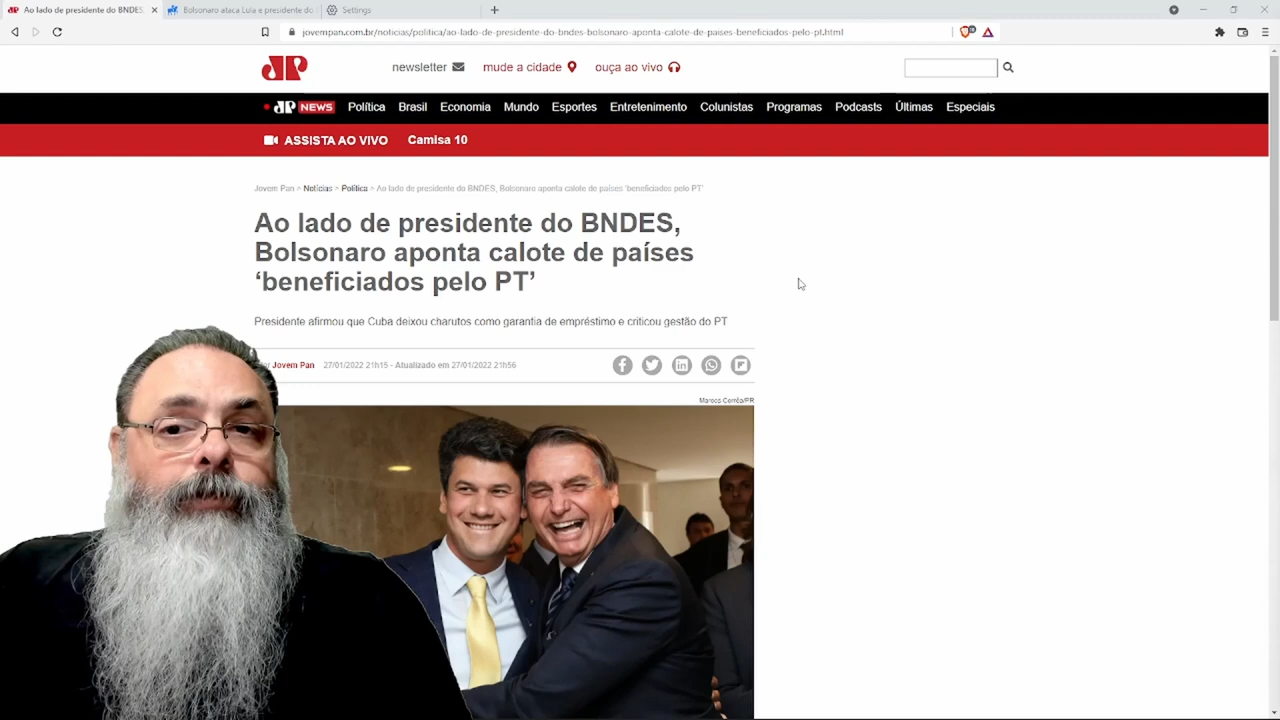 Ao lado de presidente do BNDES,
Bolsonaro ataca Lula e presidente do
Settings
jovempan.com.br/noticias/politica/ao-lado-de-presidente-do-bndes-bolsonaro-aponta-calote-de-paises-beneficiados-pelo-pt.html
JP
newsletter
mude a cidade
ouça ao vivo
JP NEWS Política Brasil Economia Mundo Esportes Entretenimento Colunistas Programas Podcasts Últimas Especiais
ASSISTA AO VIVO Camisa 10
Jovem Pan > Notícias > Política > Ao lado de presidente do BNDES, Bolsonaro aponta calote de países 'beneficiados pelo PT'
Ao lado de presidente do BNDES,
Bolsonaro aponta calote de países
‘beneficiados pelo PT’
Presidente afirmou que Cuba deixou charutos como garantia de empréstimo e criticou gestão do PT
Jovem Pan 27/01/2022 21h15 - Atualizado em 27/01/2022 21h56
Marcos Corrêa/PR